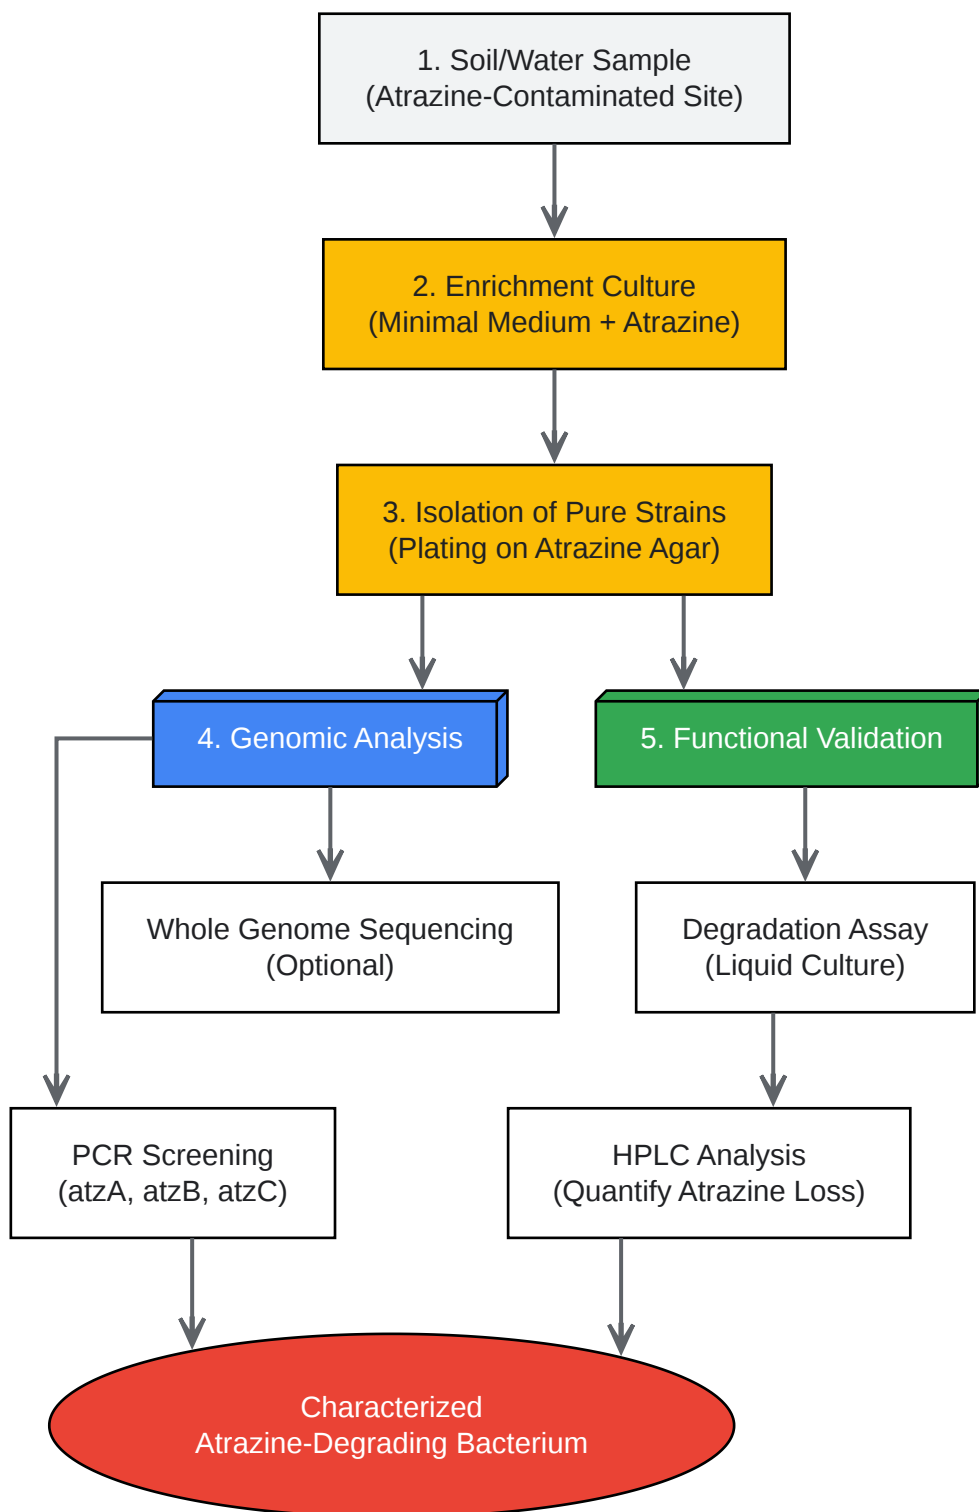 1. Soil/Water Sample
(Atrazine-Contaminated Site)
2. Enrichment Culture
(Minimal Medium + Atrazine)
3. Isolation of Pure Strains
(Plating on Atrazine Agar)
4. Genomic Analysis
5. Functional Validation
Whole Genome Sequencing
(Optional)
Degradation Assay
(Liquid Culture)
PCR Screening
(atzA, atzB, atzC)
HPLC Analysis
(Quantify Atrazine Loss)
Characterized
Atrazine-Degrading Bacterium